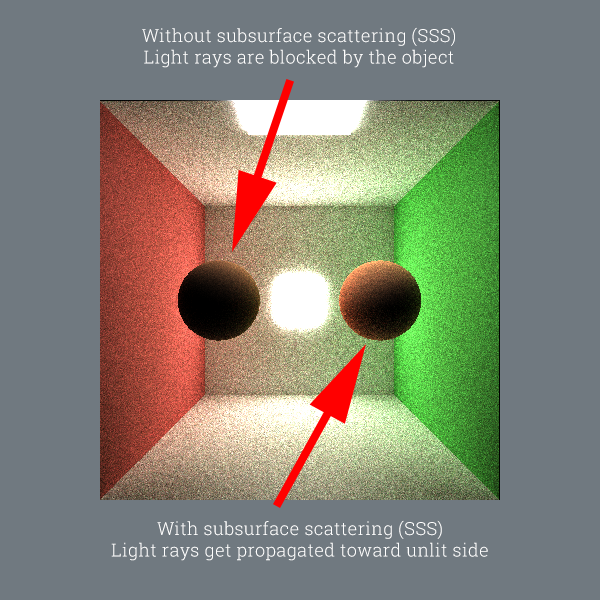 Without subsurface scattering (SSS)
Light rays are blocked by the object
With subsurface scattering (SSS)
Light rays get propagated toward unlit side